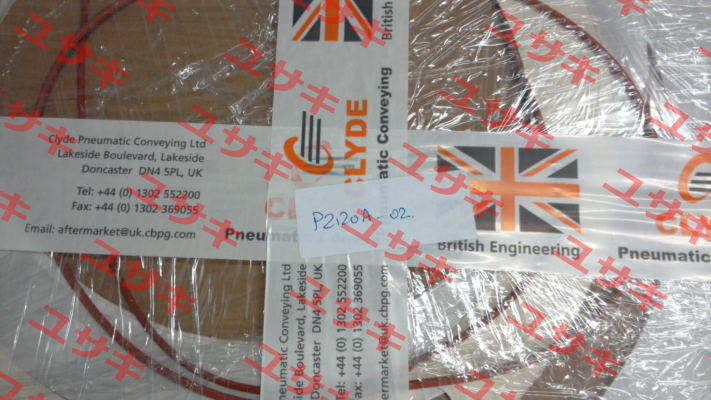 Clyde Pneumatic Conveying Ltd
Lakeside Boulevard, Lakeside
Doncaster DN4 5PL, UK
Tel: +44 (0) 1302 552200
Fax: +44 (0) 1302 369055
Email: aftermarket@uk.cbpg.com
CLYDE
Pneumatic Conveying
British
P2120A-02
British Engineering
Pneumatic
Pneumatic Conveying Ltd
Lakeside Boulevard, Lakeside
Doncaster DN4 5PL, UK
Tel: +44 (0) 1302 552200
Fax: +44 (0) 1302 369055
aftermarket@uk.cbpg.com
ユサキ